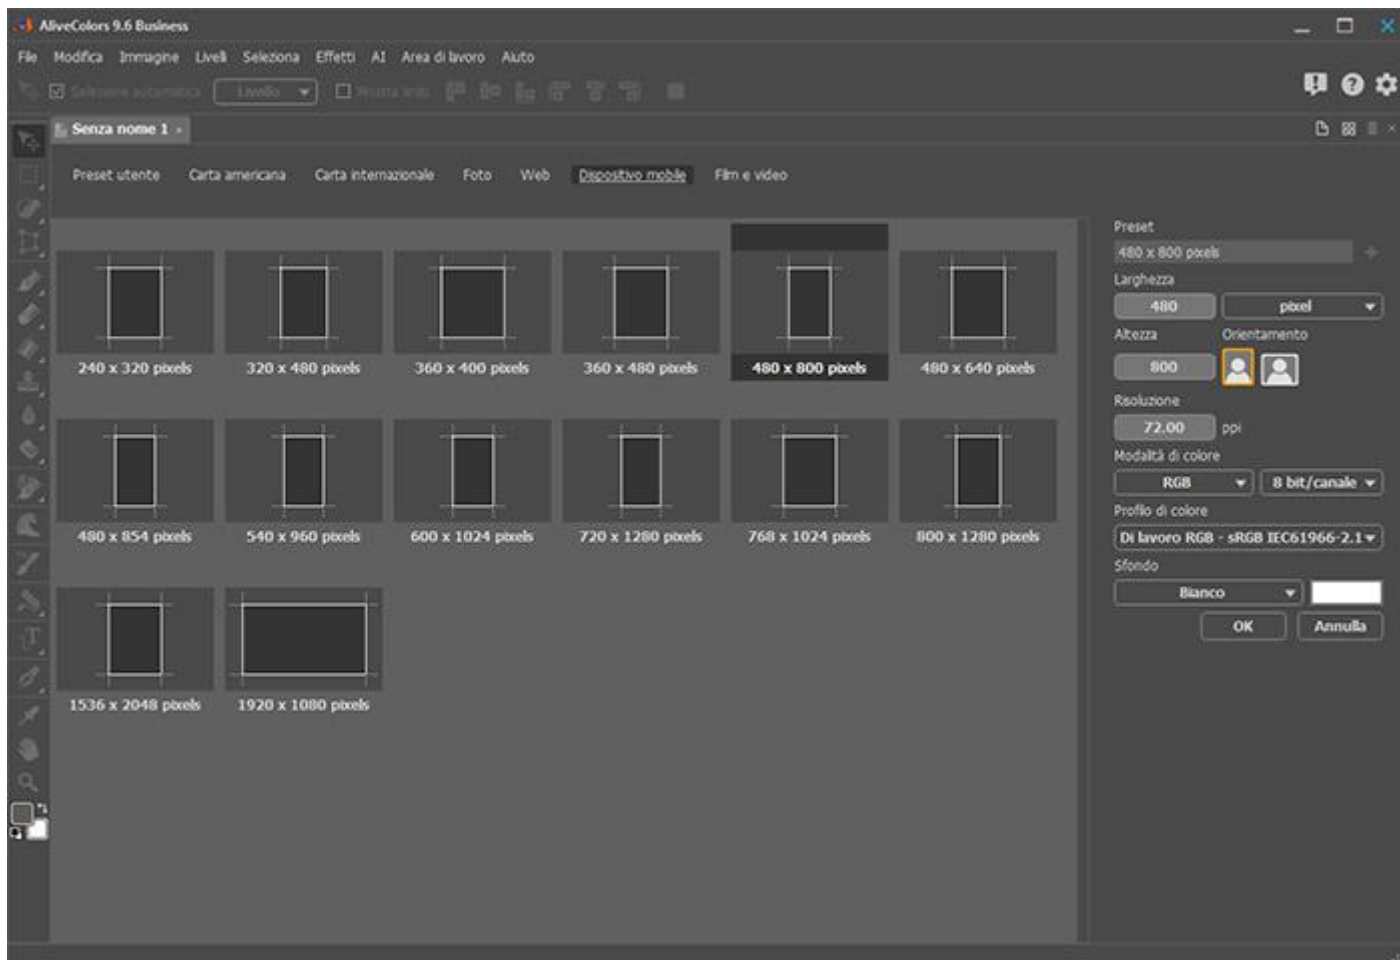 AliveColors 9.6 Business
File Modifica Immagine Livelli Seleziona Effetti AI Area di lavoro Aiuto
Selezione automatica Livello Mostra limiti
Senza nome 1
Preset utente Carta americana Carta internazionale Foto Web Dispositivo mobile Film e video
Preset
480 x 800 pixels
Larghezza
480 pixel
Altezza Orientamento
800
Risoluzione
72.00 ppi
Modalità di colore
RGB 8 bit/canale
Profilo di colore
Di lavoro RGB - sRGB IEC61966-2.1
Sfondo
Bianco
OK Annulla
240 x 320 pixels 320 x 480 pixels 360 x 400 pixels 360 x 480 pixels 480 x 800 pixels 480 x 640 pixels
480 x 854 pixels 540 x 960 pixels 600 x 1024 pixels 720 x 1280 pixels 768 x 1024 pixels 800 x 1280 pixels
1536 x 2048 pixels 1920 x 1080 pixels
T